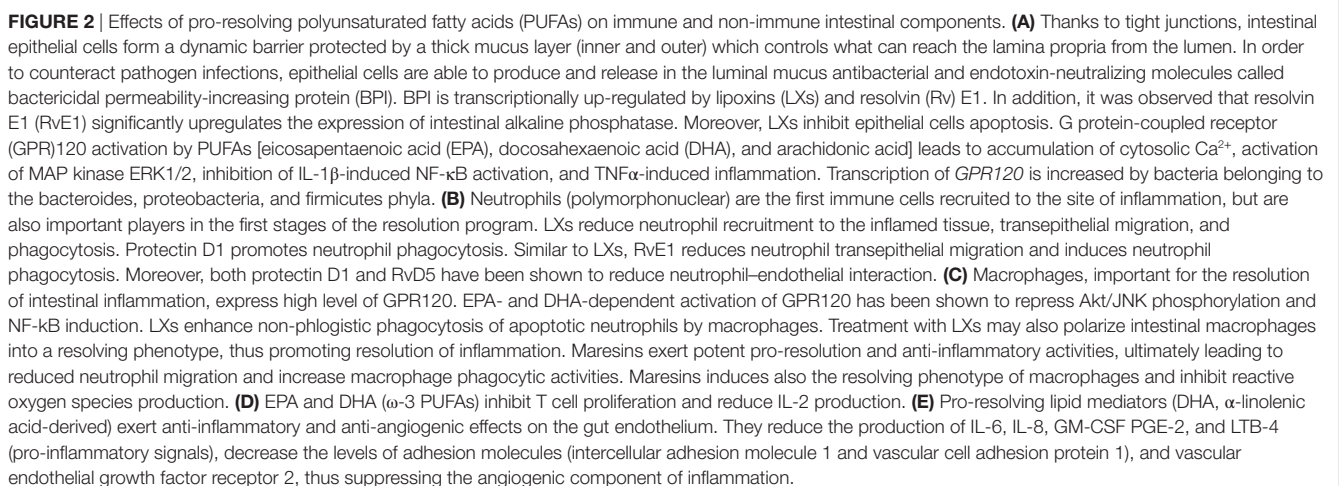 FIGURE 2 | Effects of pro-resolving polyunsaturated fatty acids (PUFAs) on immune and non-immune intestinal components. (A) Thanks to tight junctions, intestinal
epithelial cells form a dynamic barrier protected by a thick mucus layer (inner and outer) which controls what can reach the lamina propria from the lumen. In order
to counteract pathogen infections, epithelial cells are able to produce and release in the luminal mucus antibacterial and endotoxin-neutralizing molecules called
bactericidal permeability-increasing protein (BPI). BPI is transcriptionally up-regulated by lipoxins (LXs) and resolvin (Rv) E1. In addition, it was observed that resolvin
E1 (RvE1) significantly upregulates the expression of intestinal alkaline phosphatase. Moreover, LXs inhibit epithelial cells apoptosis. G protein-coupled receptor
(GPR)120 activation by PUFAs [eicosapentaenoic acid (EPA), docosahexaenoic acid (DHA), and arachidonic acid] leads to accumulation of cytosolic Ca²⁺, activation
of MAP kinase ERK1/2, inhibition of IL-1β-induced NF-κB activation, and TNFα-induced inflammation. Transcription of GPR120 is increased by bacteria belonging to
the bacteroides, proteobacteria, and firmicutes phyla. (B) Neutrophils (polymorphonuclear) are the first immune cells recruited to the site of inflammation, but are
also important players in the first stages of the resolution program. LXs reduce neutrophil recruitment to the inflamed tissue, transepithelial migration, and
phagocytosis. Protectin D1 promotes neutrophil phagocytosis. Similar to LXs, RvE1 reduces neutrophil transepithelial migration and induces neutrophil
phagocytosis. Moreover, both protectin D1 and RvD5 have been shown to reduce neutrophil–endothelial interaction. (C) Macrophages, important for the resolution
of intestinal inflammation, express high level of GPR120. EPA- and DHA-dependent activation of GPR120 has been shown to repress Akt/JNK phosphorylation and
NF-kB induction. LXs enhance non-phlogistic phagocytosis of apoptotic neutrophils by macrophages. Treatment with LXs may also polarize intestinal macrophages
into a resolving phenotype, thus promoting resolution of inflammation. Maresins exert potent pro-resolution and anti-inflammatory activities, ultimately leading to
reduced neutrophil migration and increase macrophage phagocytic activities. Maresins induces also the resolving phenotype of macrophages and inhibit reactive
oxygen species production. (D) EPA and DHA (ω-3 PUFAs) inhibit T cell proliferation and reduce IL-2 production. (E) Pro-resolving lipid mediators (DHA, α-linolenic
acid-derived) exert anti-inflammatory and anti-angiogenic effects on the gut endothelium. They reduce the production of IL-6, IL-8, GM-CSF PGE-2, and LTB-4
(pro-inflammatory signals), decrease the levels of adhesion molecules (intercellular adhesion molecule 1 and vascular cell adhesion protein 1), and vascular
endothelial growth factor receptor 2, thus suppressing the angiogenic component of inflammation.